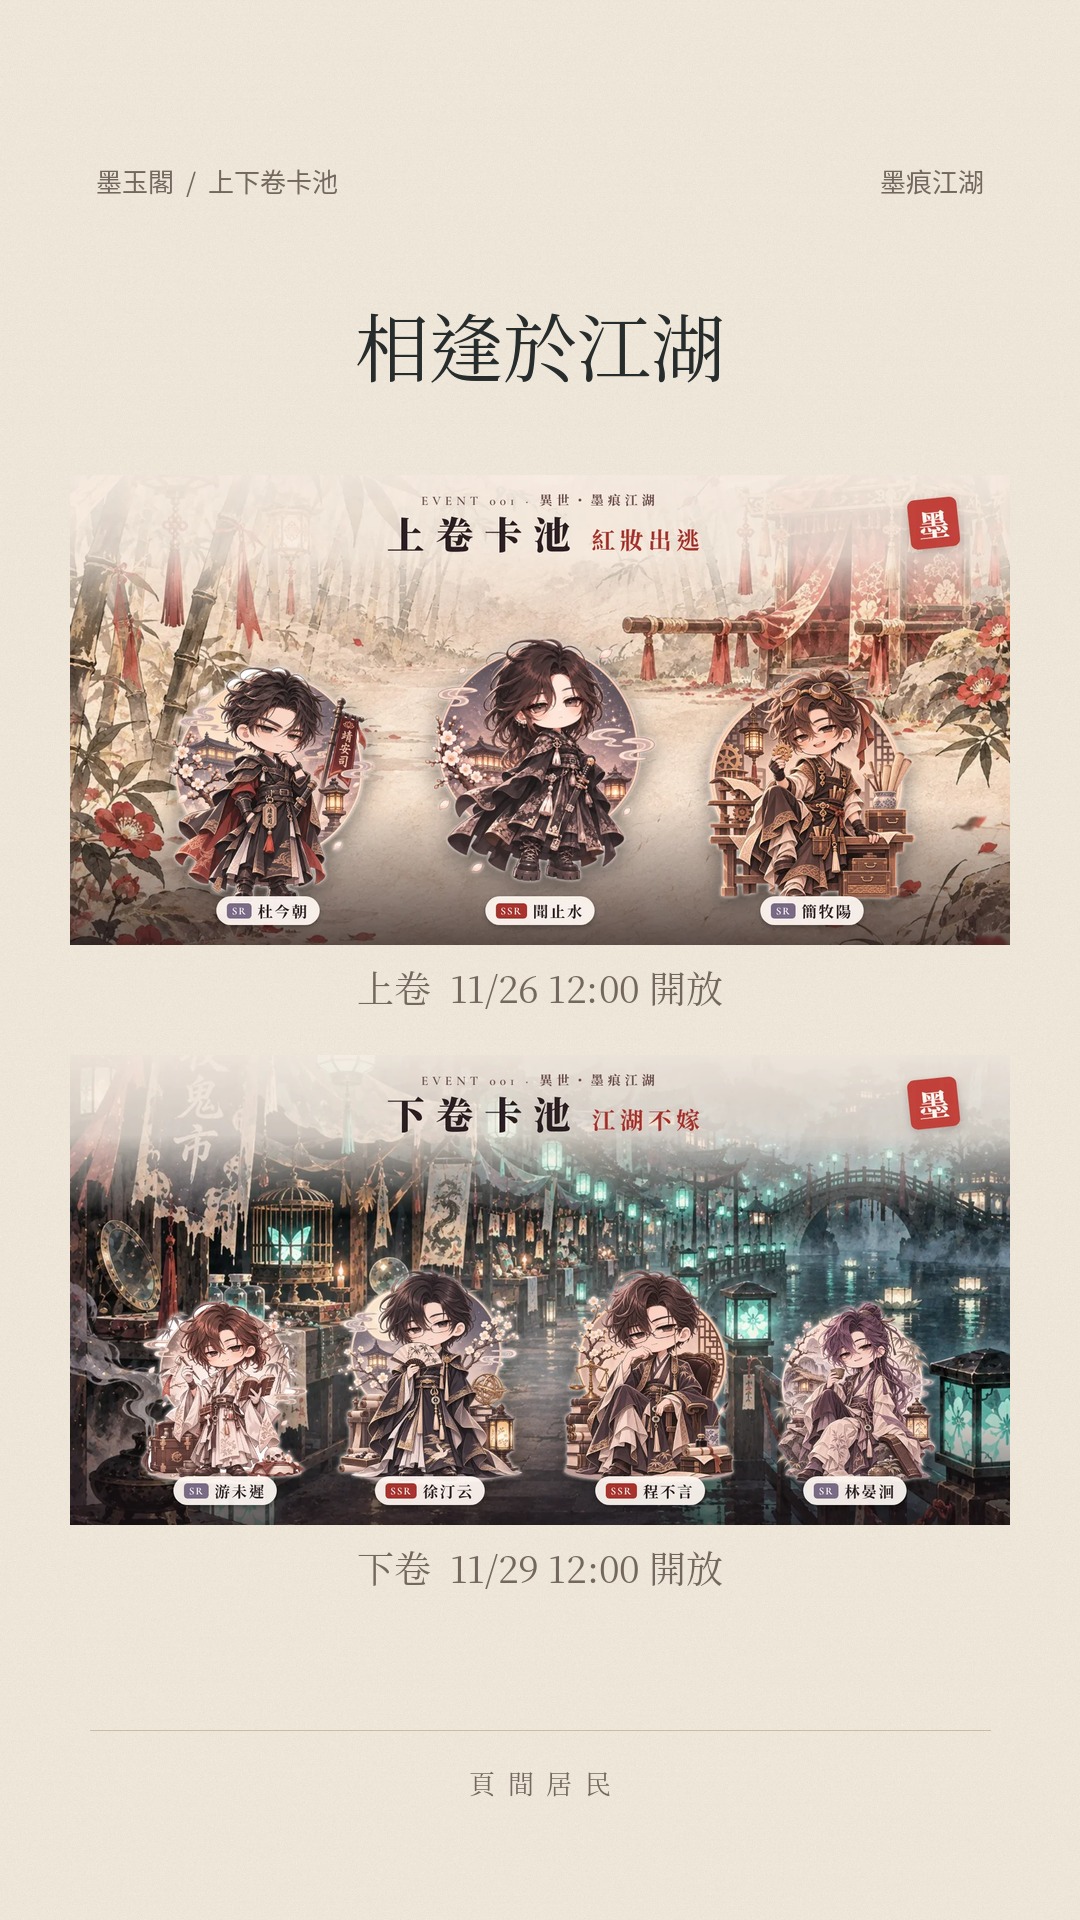 墨玉閣 / 上下卷卡池
墨痕江湖
相逢於江湖
EVENT 001 · 異世・墨痕江湖
上卷卡池 紅妝出逃
墨
靖安司
SR 杜今朝
SSR 聞止水
SR 簡牧陽
上卷 11/26 12:00 開放
EVENT 001 · 異世・墨痕江湖
下卷卡池 江湖不嫁
墨
鬼市
SR 游未遲
SSR 徐汀云
SSR 程不言
SR 林晏洄
下卷 11/29 12:00 開放
頁間居民